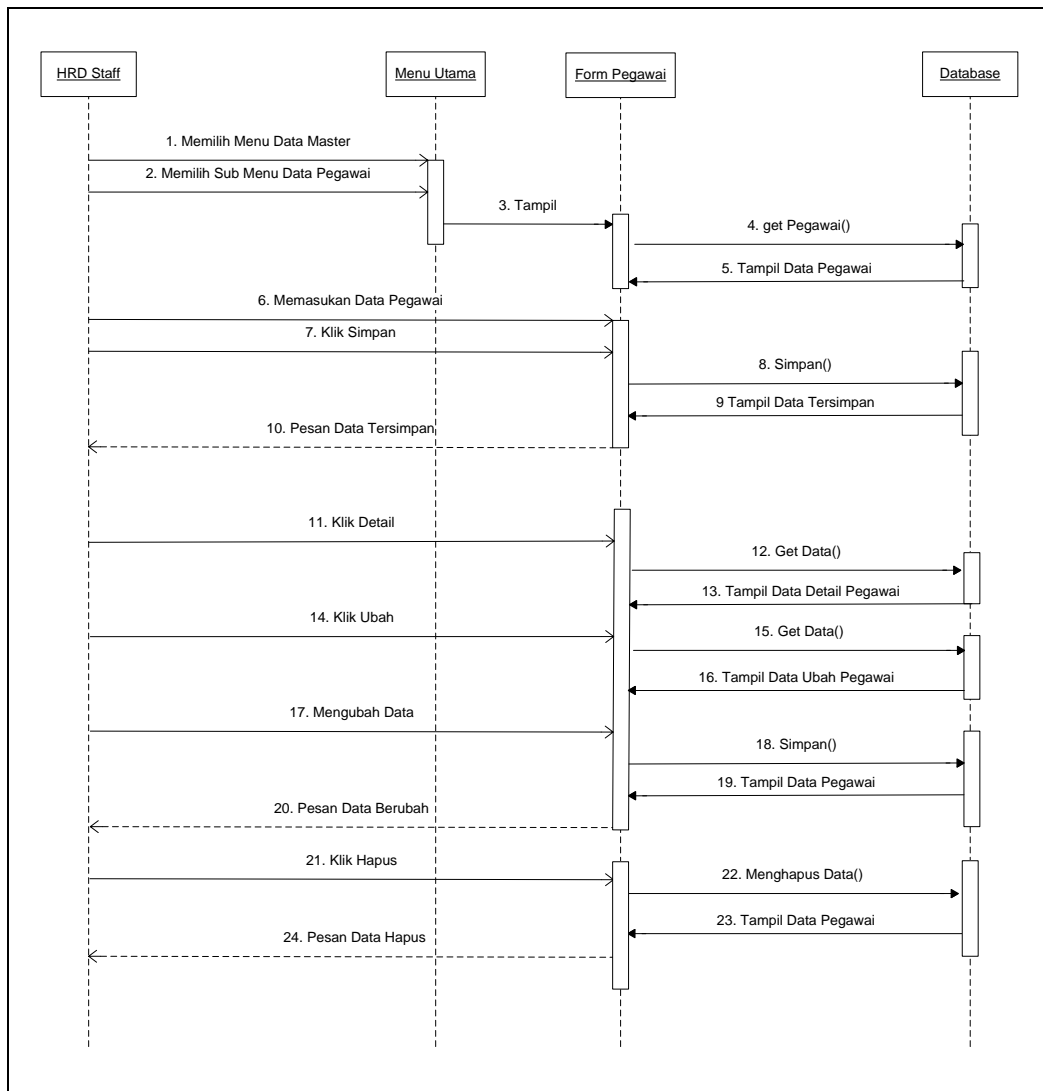 HRD Staff
Menu Utama
Form Pegawai
Database
1. Memilih Menu Data Master
2. Memilih Sub Menu Data Pegawai
3. Tampil
4. get Pegawai()
5. Tampil Data Pegawai
6. Memasukan Data Pegawai
7. Klik Simpan
8. Simpan()
9 Tampil Data Tersimpan
10. Pesan Data Tersimpan
11. Klik Detail
12. Get Data()
13. Tampil Data Detail Pegawai
14. Klik Ubah
15. Get Data()
16. Tampil Data Ubah Pegawai
17. Mengubah Data
18. Simpan()
19. Tampil Data Pegawai
20. Pesan Data Berubah
21. Klik Hapus
22. Menghapus Data()
23. Tampil Data Pegawai
24. Pesan Data Hapus